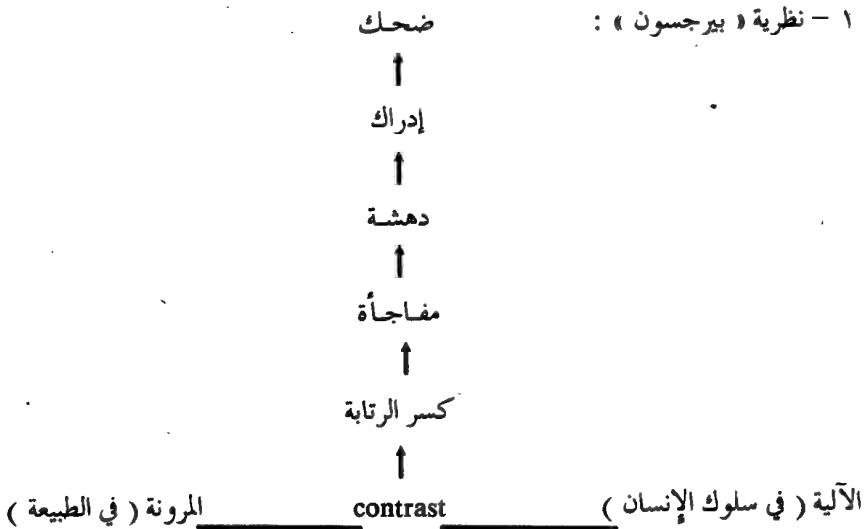 ١ – نظرية « بيرجسون » : ضحك
إدراك
دهشة
مفاجأة
كسر الرتابة
الآلية ( في سلوك الإنسان ) contrast المرونة ( في الطبيعة )